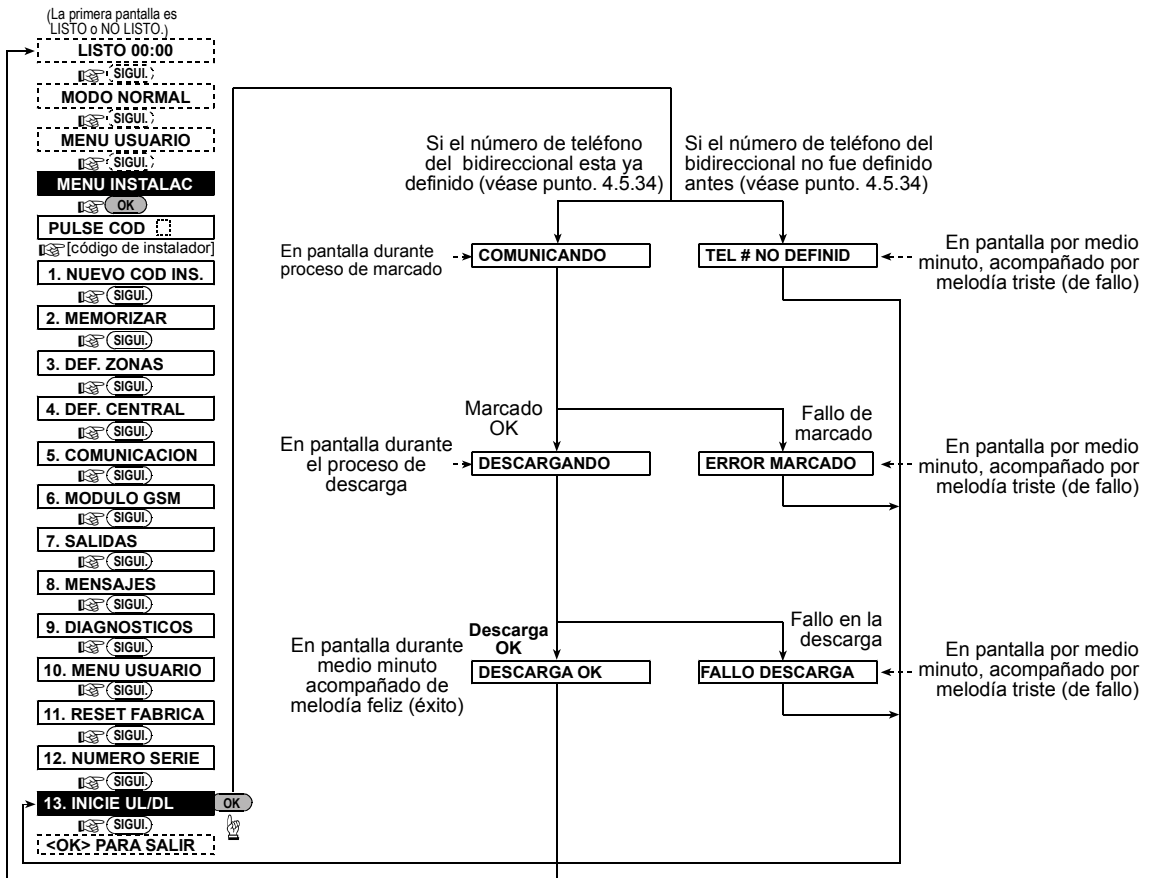 (La primera pantalla es
LISTO o NO LISTO.)
LISTO 00:00
SIGUI.
MODO NORMAL
SIGUI.
MENU USUARIO
SIGUI.
MENU INSTALAC
OK
PULSE COD
[código de instalador]
1. NUEVO COD INS.
SIGUI.
2. MEMORIZAR
SIGUI.
3. DEF. ZONAS
SIGUI.
4. DEF. CENTRAL
SIGUI.
5. COMUNICACION
SIGUI.
6. MODULO GSM
SIGUI.
7. SALIDAS
SIGUI.
8. MENSAJES
SIGUI.
9. DIAGNOSTICOS
SIGUI.
10. MENU USUARIO
SIGUI.
11. RESET FABRICA
SIGUI.
12. NUMERO SERIE
SIGUI.
13. INICIE UL/DL
OK
SIGUI.
<OK> PARA SALIR
Si el número de teléfono
del bidireccional esta ya
definido (véase punto. 4.5.34)
Si el número de teléfono del
bidireccional no fue definido
antes (véase punto. 4.5.34)
En pantalla durante
proceso de marcado
COMUNICANDO
TEL # NO DEFINID
En pantalla por medio
minuto, acompañado por
melodía triste (de fallo)
Marcado
OK
Fallo de
marcado
En pantalla durante
el proceso de
descarga
DESCARGANDO
ERROR MARCADO
En pantalla por medio
minuto, acompañado por
melodía triste (de fallo)
Descarga
OK
Fallo en la
descarga
En pantalla durante
medio minuto
acompañado de
melodía feliz (éxito)
DESCARGA OK
FALLO DESCARGA
En pantalla por medio
minuto, acompañado por
melodía triste (de fallo)